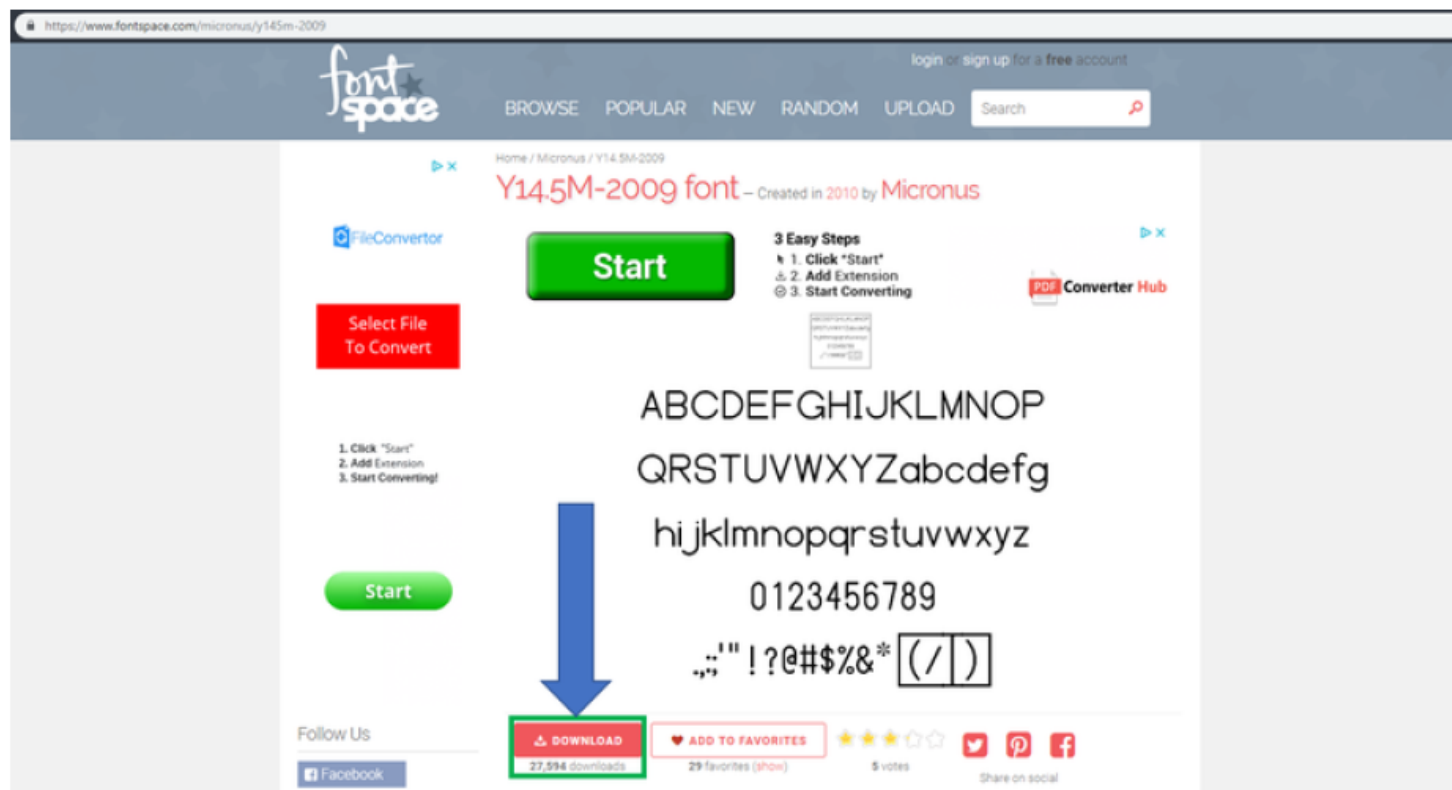 https://www.fontspace.com/micronus/y145m-2009
font space
login or sign up for a free account
BROWSE POPULAR NEW RANDOM UPLOAD Search
Home / Micronus / Y14.5M-2009
Y14.5M-2009 font – Created in 2010 by Micronus
FileConvertor
Select File
To Convert
1. Click "Start"
2. Add Extension
3. Start Converting!
Start
Start
3 Easy Steps
1. Click "Start"
2. Add Extension
3. Start Converting
PDF Converter Hub
ABCDEFGHIJKLMNOP
QRSTUVWXYZabcdefg
hijklmnopqrstuvwxyz
0123456789
.,:;'"!?@#$%&*(/|)
DOWNLOAD
27,594 downloads
ADD TO FAVORITES
29 favorites (show)
5 votes
Share on social
Follow Us
Facebook